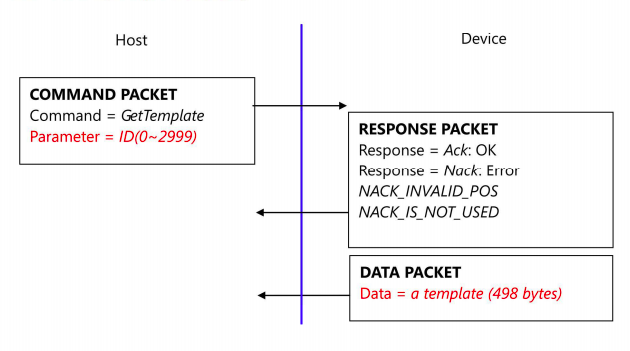 Host
Device
COMMAND PACKET
Command = GetTemplate
Parameter = ID(0~2999)
RESPONSE PACKET
Response = Ack: OK
Response = Nack: Error
NACK_INVALID_POS
NACK_IS_NOT_USED
DATA PACKET
Data = a template (498 bytes)